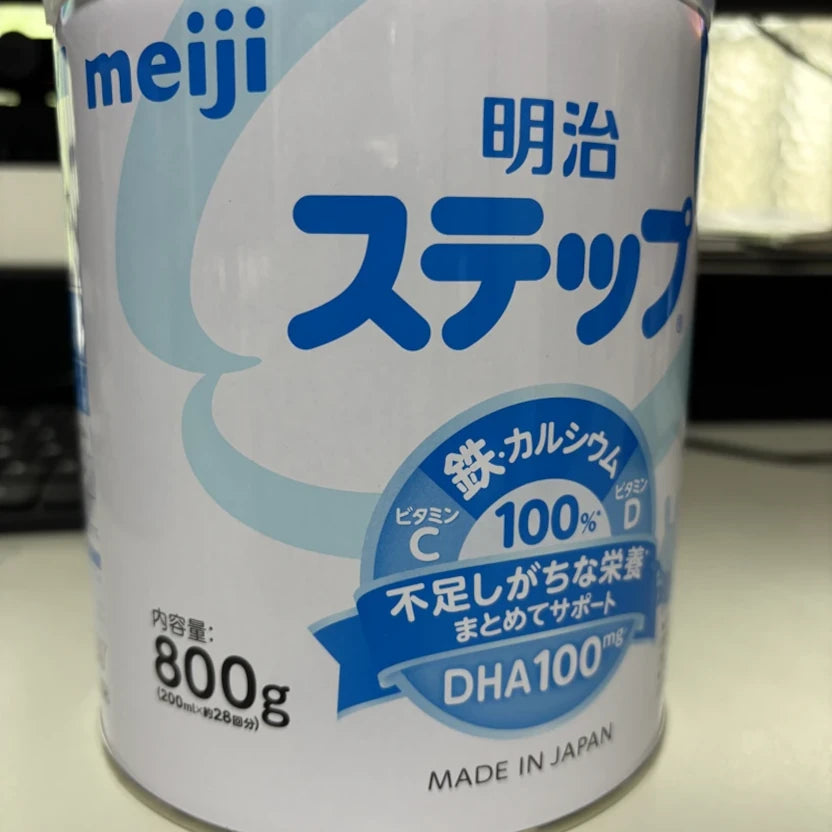 meiji
明治
ステップ®
鉄・カルシウム
ビタミン
C
100%*
ビタミン
D
不足しがちな栄養*
まとめてサポート
DHA100mg*
内容量:
800g
(200ml×約28回分)
MADE IN JAPAN